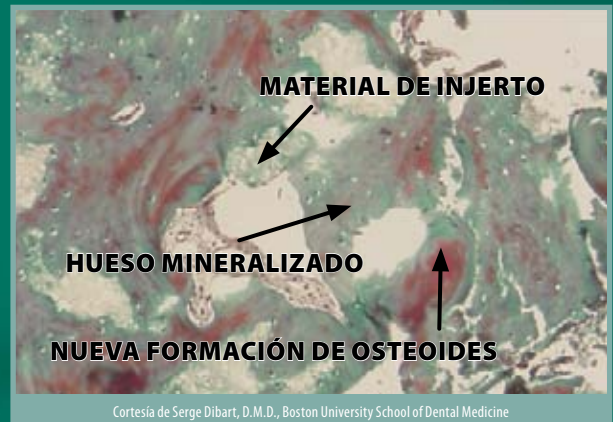 MATERIAL DE INJERTO
HUESO MINERALIZADO
NUEVA FORMACIÓN DE OSTEOIDES
Cortesía de Serge Dibart, D.M.D., Boston University School of Dental Medicine